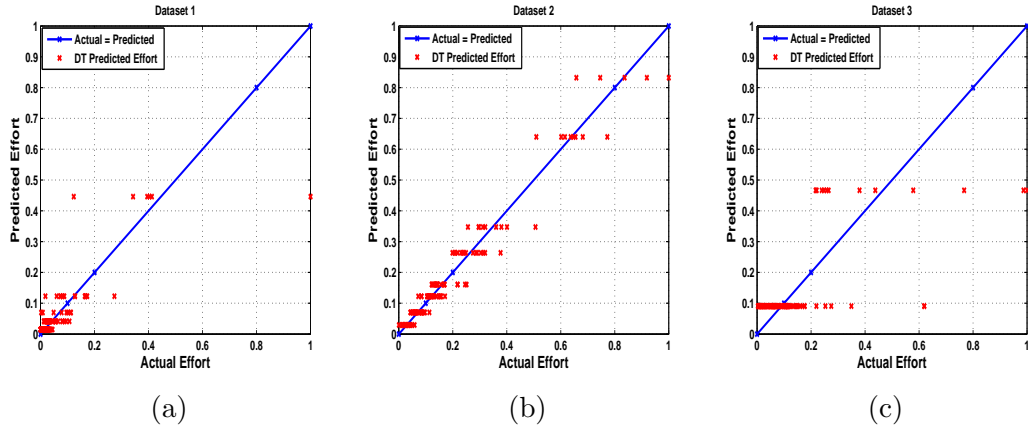 Dataset 1
Actual = Predicted
DT Predicted Effort
Predicted Effort
1
0.9
0.8
0.7
0.6
0.5
0.4
0.3
0.2
0.1
0
0 0.2 0.4 0.6 0.8 1
Actual Effort
(a)
Dataset 2
Actual = Predicted
DT Predicted Effort
Predicted Effort
1
0.9
0.8
0.7
0.6
0.5
0.4
0.3
0.2
0.1
0
0 0.2 0.4 0.6 0.8 1
Actual Effort
(b)
Dataset 3
Actual = Predicted
DT Predicted Effort
Predicted Effort
1
0.9
0.8
0.7
0.6
0.5
0.4
0.3
0.2
0.1
0
0 0.2 0.4 0.6 0.8 1
Actual Effort
(c)